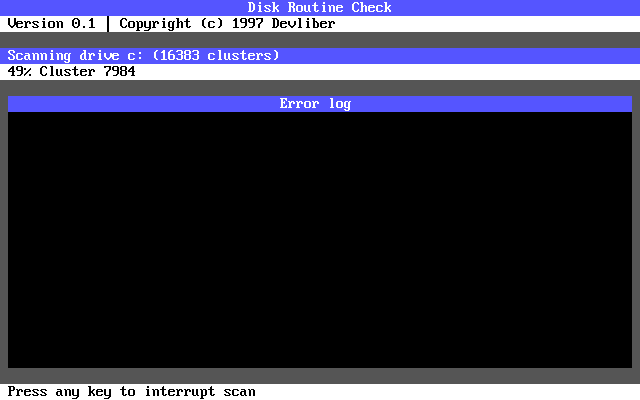 Disk Routine Check
Version 0.1 | Copyright (c) 1997 Devliber
Scanning drive c: (16383 clusters)
49% Cluster 7984
Error log
Press any key to interrupt scan